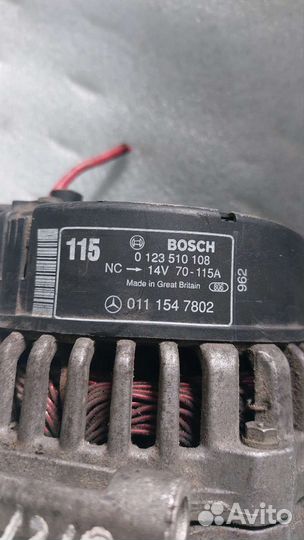 115
BOSCH
0 123 510 108
NC → 14V 70-115A
Made in Great Britain
962
011 154 7802
Avito